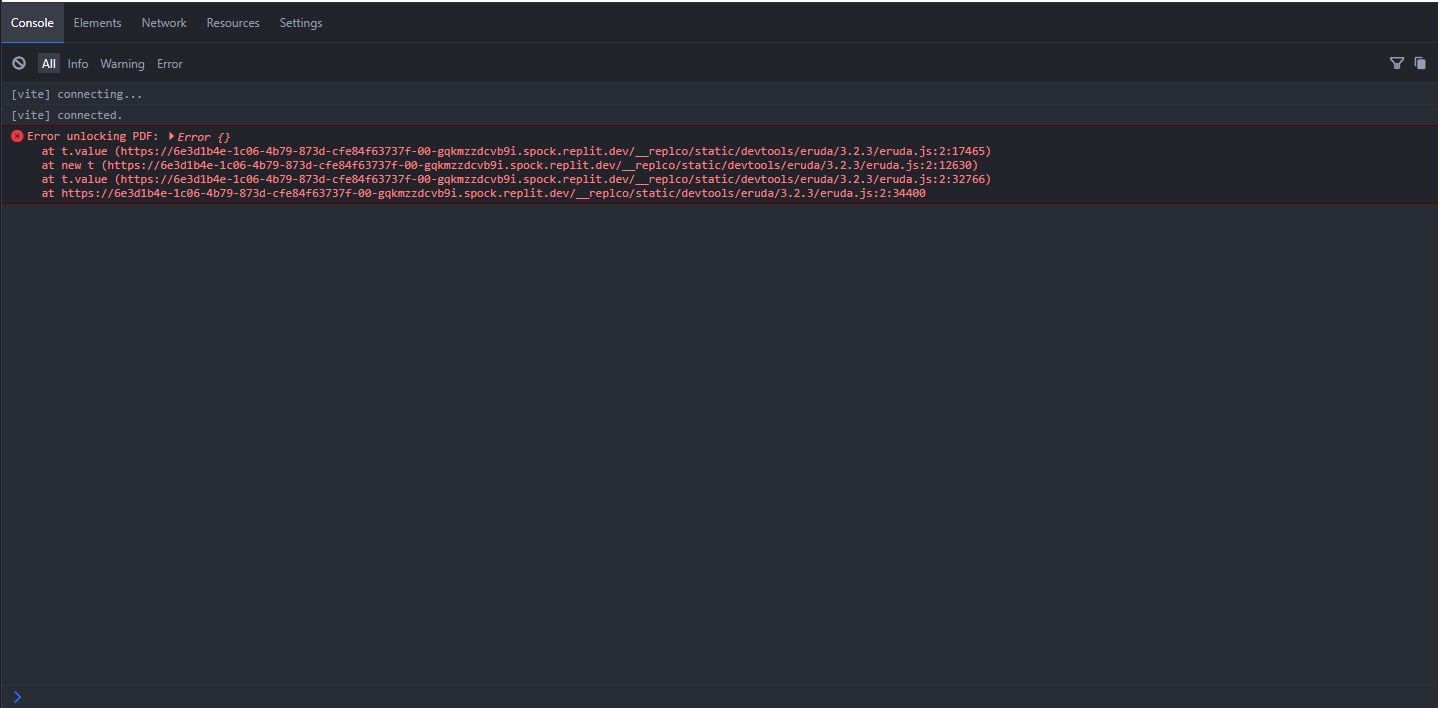 Console Elements Network Resources Settings
All Info Warning Error
[vite] connecting...
[vite] connected.
Error unlocking PDF: Error {}
at t.value (https://6e3d1b4e-1c06-4b79-873d-cfe84f63737f-00-gqkmzzdcvb9i.spock.replit.dev/__replco/static/devtools/eruda/3.2.3/eruda.js:2:17465)
at new t (https://6e3d1b4e-1c06-4b79-873d-cfe84f63737f-00-gqkmzzdcvb9i.spock.replit.dev/__replco/static/devtools/eruda/3.2.3/eruda.js:2:12630)
at t.value (https://6e3d1b4e-1c06-4b79-873d-cfe84f63737f-00-gqkmzzdcvb9i.spock.replit.dev/__replco/static/devtools/eruda/3.2.3/eruda.js:2:32766)
at https://6e3d1b4e-1c06-4b79-873d-cfe84f63737f-00-gqkmzzdcvb9i.spock.replit.dev/__replco/static/devtools/eruda/3.2.3/eruda.js:2:34400